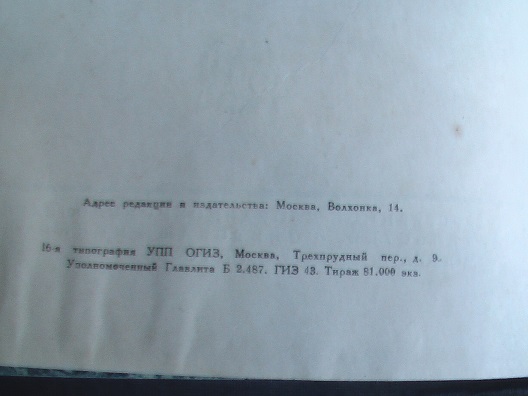 Адрес редакции и издательства: Москва, Волхонка, 14.
16-я типография УПП ОГИЗ, Москва, Трехпрудный пер., д. 9.
Уполномоченный Главлита Б 2.487. ГИЗ 43. Тираж 81.000 экз.